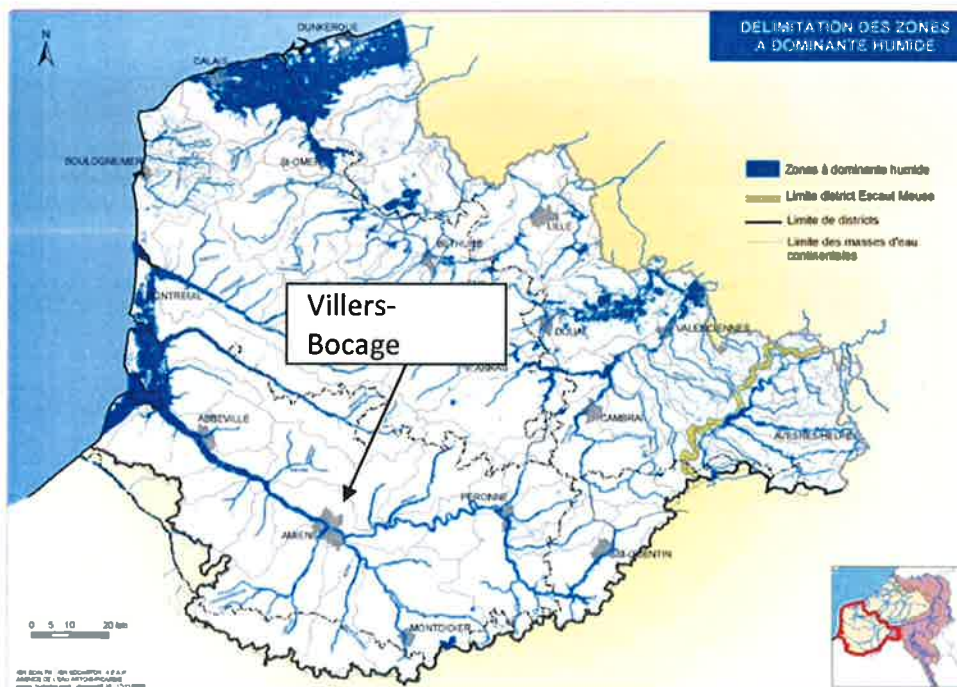 N
DELIMITATION DES ZONES
A DOMINANTE HUMIDE
DUNKERQUE
CALAIS
BOULOGNE/MER
St-OMER
Zones à dominante humide
Limite district Escaut Meuse
Limite de districts
Limite des masses d'eau
continentales
LILLE
BETHUNE
MONTREUIL
Villers-
Bocage
DOUAI
VALENCIENNES
ARRAS
CAMBRAI
ABBEVILLE
AVESNES-HELPE
PERONNE
AMIENS
St-QUENTIN
MONTDIDIER
0 5 10 20 km